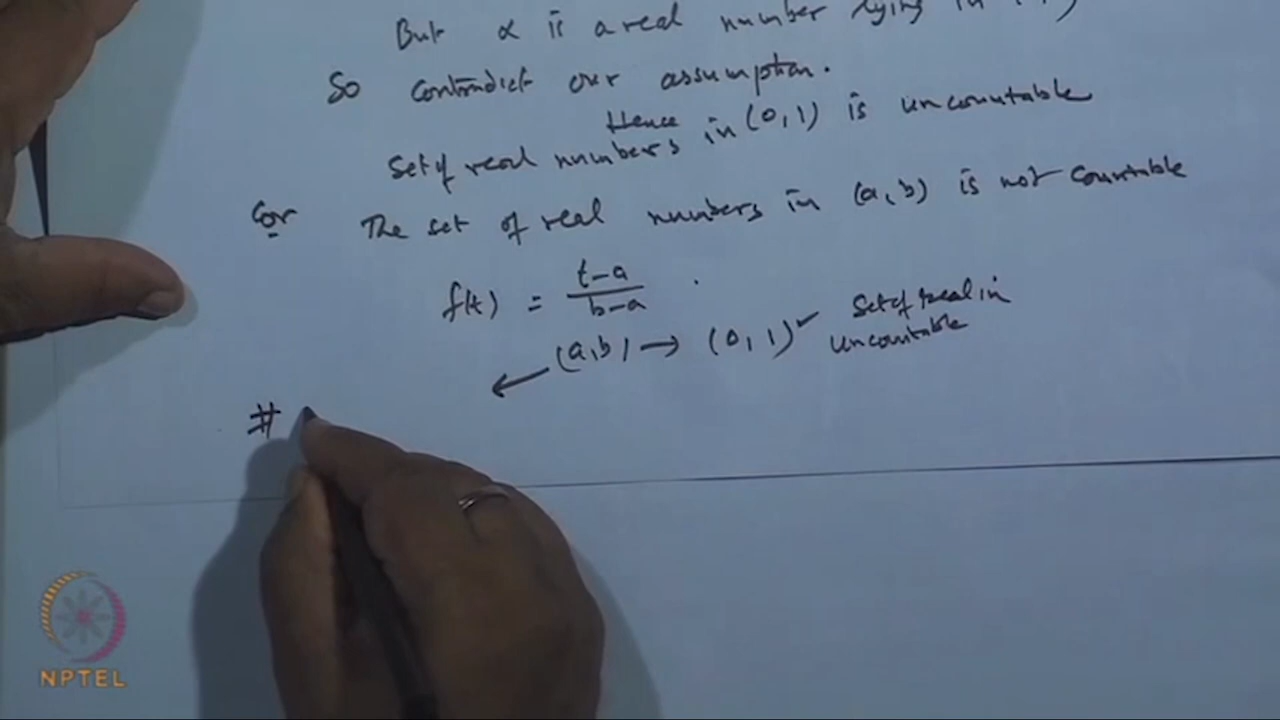 But α is a real number lying in
So contradict our assumption.
Hence
Set of real numbers in (0,1) is uncountable
Cor The set of real numbers in (a,b) is not countable
f(t) = t-a / b-a .
(a,b) → (0,1) ✓ Set of real in
uncountable
←
#
NPTEL